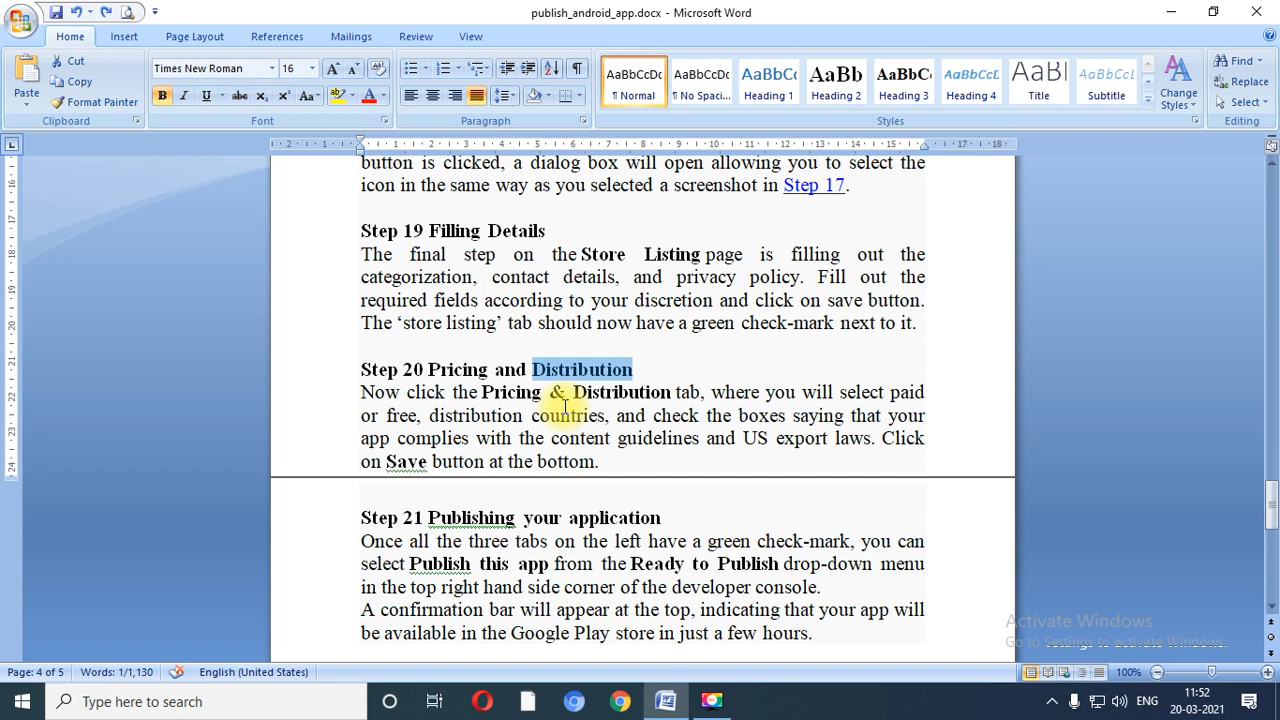 publish_android_app.docx - Microsoft Word
Home Insert Page Layout References Mailings Review View
Paste
Cut
Copy
Format Painter
Clipboard
Times New Roman 16
Font
Paragraph
AaBbCcDc AaBbCcDc AaBbC AaBb AaBbC AaBbCcL AaBb AaBbCcL
¶ Normal ¶ No Spaci... Heading 1 Heading 2 Heading 3 Heading 4 Title Subtitle
Change Styles
Styles
Find
Replace
Select
Editing
button is clicked, a dialog box will open allowing you to select the
icon in the same way as you selected a screenshot in Step 17.
Step 19 Filling Details
The final step on the Store Listing page is filling out the
categorization, contact details, and privacy policy. Fill out the
required fields according to your discretion and click on save button.
The ‘store listing’ tab should now have a green check-mark next to it.
Step 20 Pricing and Distribution
Now click the Pricing & Distribution tab, where you will select paid
or free, distribution countries, and check the boxes saying that your
app complies with the content guidelines and US export laws. Click
on Save button at the bottom.
Step 21 Publishing your application
Once all the three tabs on the left have a green check-mark, you can
select Publish this app from the Ready to Publish drop-down menu
in the top right hand side corner of the developer console.
A confirmation bar will appear at the top, indicating that your app will
be available in the Google Play store in just a few hours.
Activate Windows
Go to Settings to activate Windows.
Page: 4 of 5 Words: 1/1,130 English (United States) 100%
Type here to search
ENG
11:52
20-03-2021